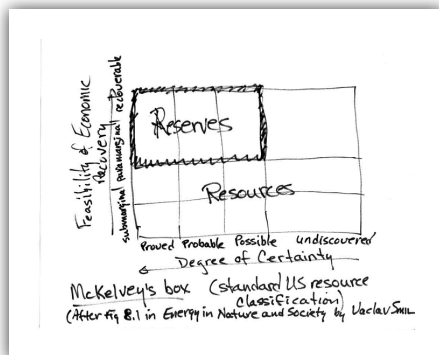 Feasibility of Economic
Recovery
submarginal paramarginal recoverable
Reserves
Resources
Proved Probable Possible undiscovered
Degree of Certainty
McKelvey's box (standard US resource
classification)
(After fig 8.1 in Energy in Nature and Society by Vaclav Smil